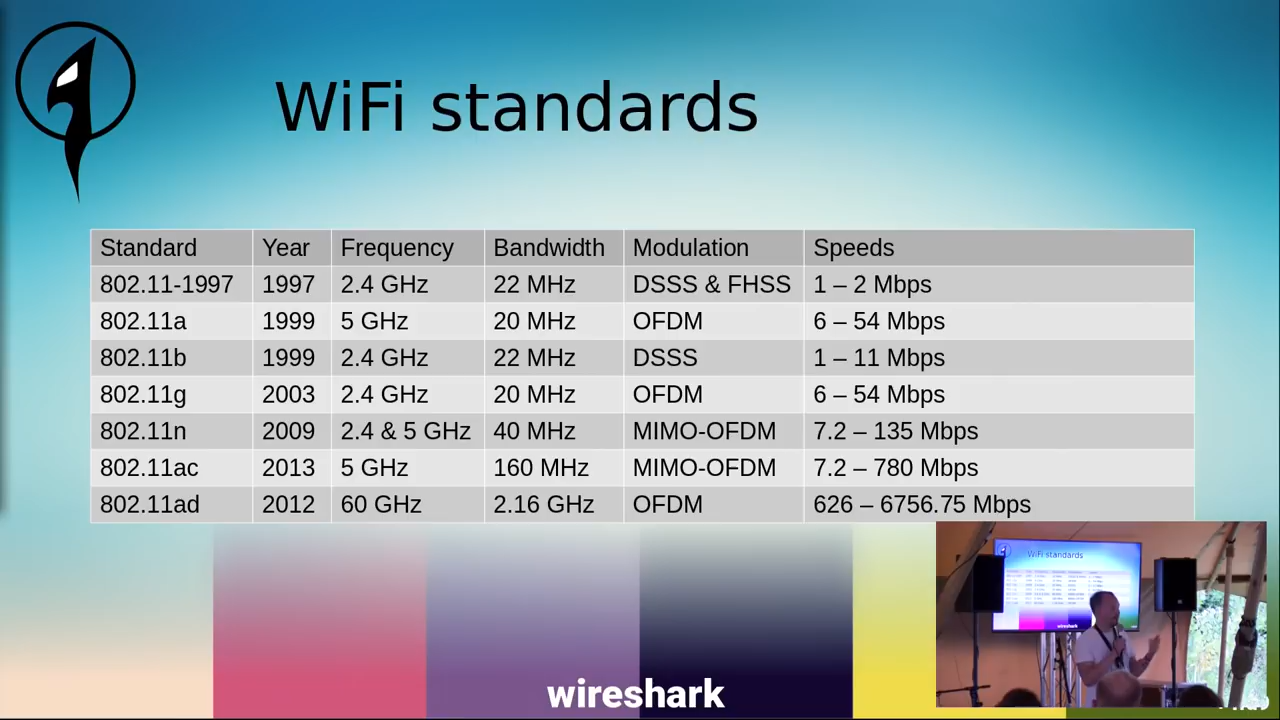 WiFi standards
Standard Year Frequency Bandwidth Modulation Speeds
802.11-1997 1997 2.4 GHz 22 MHz DSSS & FHSS 1 – 2 Mbps
802.11a 1999 5 GHz 20 MHz OFDM 6 – 54 Mbps
802.11b 1999 2.4 GHz 22 MHz DSSS 1 – 11 Mbps
802.11g 2003 2.4 GHz 20 MHz OFDM 6 – 54 Mbps
802.11n 2009 2.4 & 5 GHz 40 MHz MIMO-OFDM 7.2 – 135 Mbps
802.11ac 2013 5 GHz 160 MHz MIMO-OFDM 7.2 – 780 Mbps
802.11ad 2012 60 GHz 2.16 GHz OFDM 626 – 6756.75 Mbps
WiFi standards
wireshark
wireshark